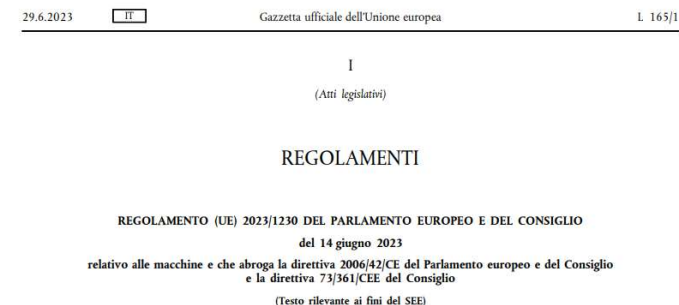 29.6.2023 IT Gazzetta ufficiale dell'Unione europea L 165/1
I
(Atti legislativi)
REGOLAMENTI
REGOLAMENTO (UE) 2023/1230 DEL PARLAMENTO EUROPEO E DEL CONSIGLIO
del 14 giugno 2023
relativo alle macchine e che abroga la direttiva 2006/42/CE del Parlamento europeo e del Consiglio
e la direttiva 73/361/CEE del Consiglio
(Testo rilevante ai fini del SEE)